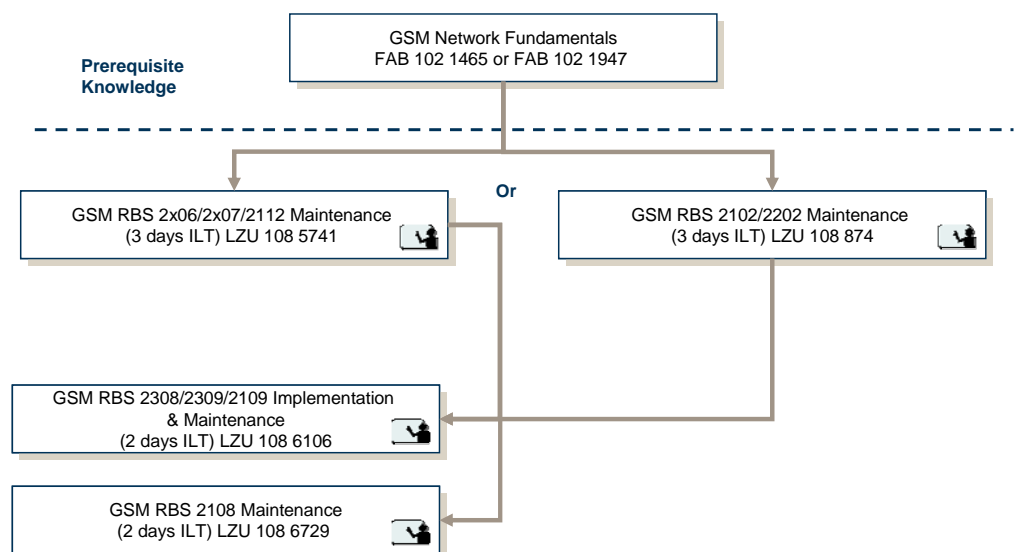 GSM Network Fundamentals
FAB 102 1465 or FAB 102 1947
Prerequisite
Knowledge
Or
GSM RBS 2x06/2x07/2112 Maintenance
(3 days ILT) LZU 108 5741
GSM RBS 2102/2202 Maintenance
(3 days ILT) LZU 108 874
GSM RBS 2308/2309/2109 Implementation
& Maintenance
(2 days ILT) LZU 108 6106
GSM RBS 2108 Maintenance
(2 days ILT) LZU 108 6729